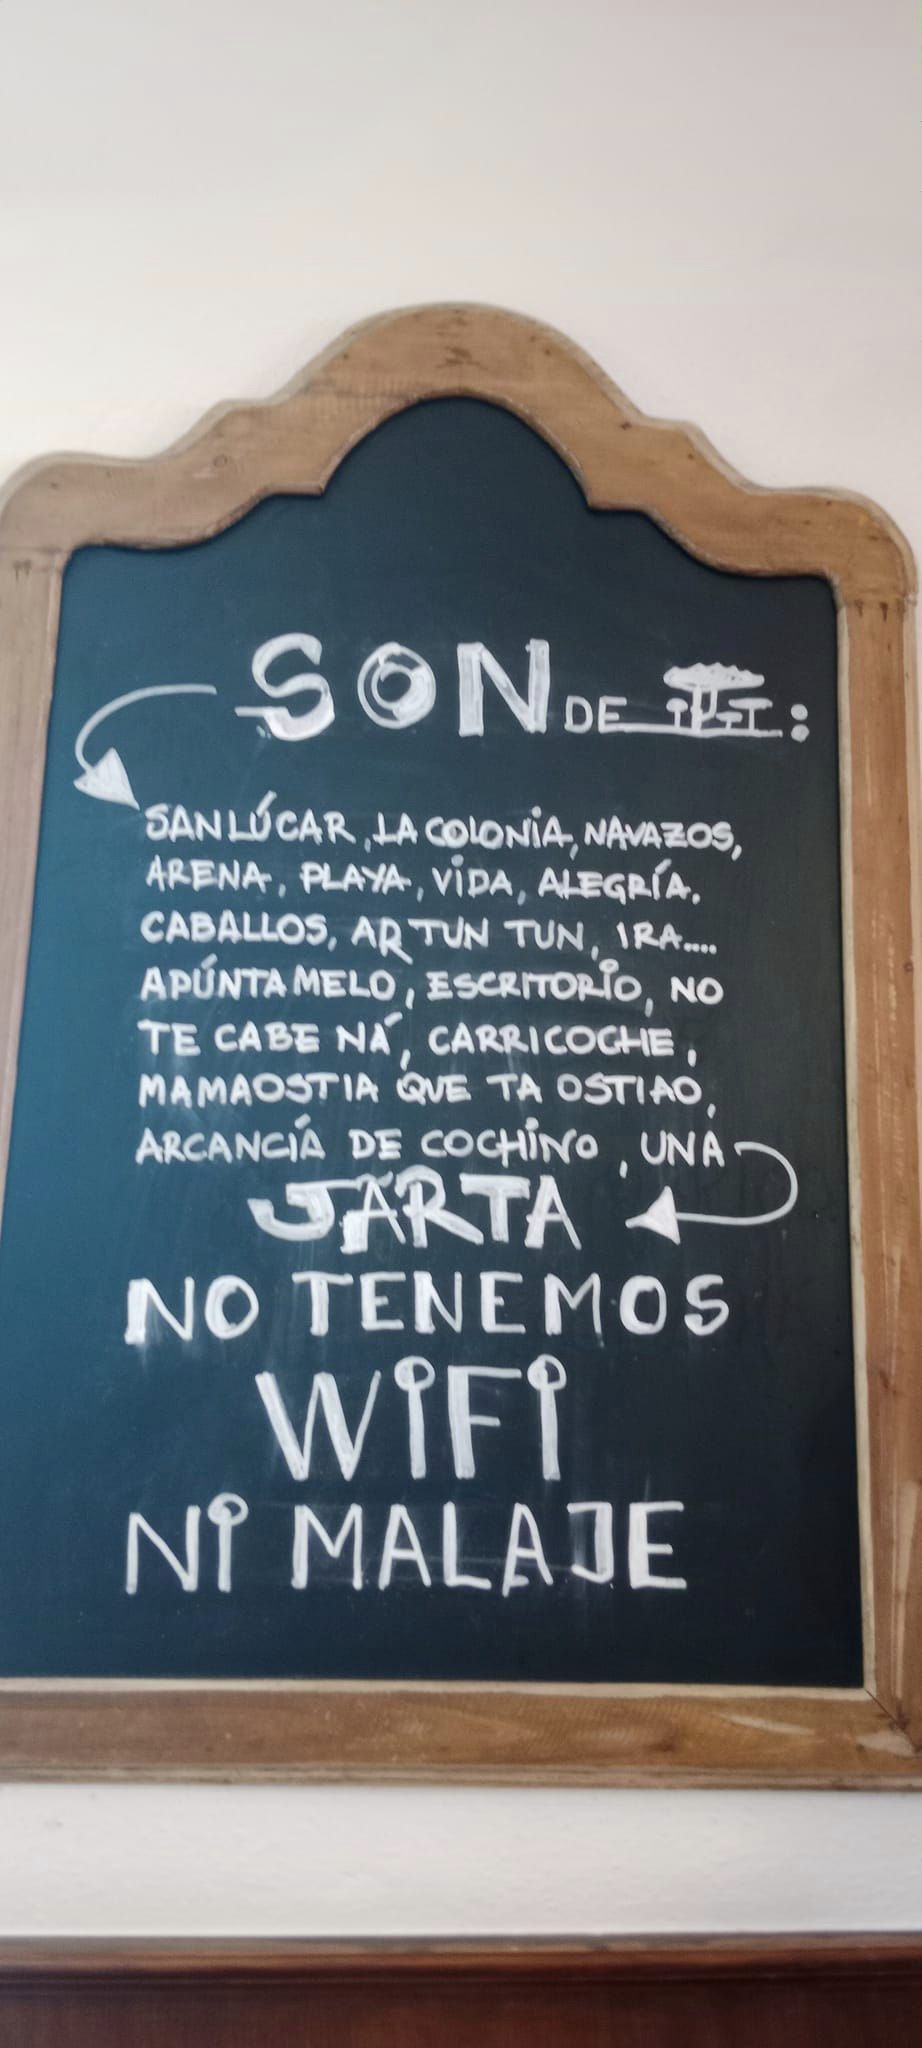 SON DE :
SANLÚCAR, LA COLONIA, NAVAZOS,
ARENA, PLAYA, VIDA, ALEGRÍA,
CABALLOS, AR TUN TUN, IRA....
APÚNTAMELO, ESCRITORIO, NO
TE CABE NÁ, CARRICOCHE,
MAMAOSTIA QUE TA OSTIAO,
ARCANCÍA DE COCHINO, UNA
JARTA
NO TENEMOS
WiFi
Ni MALAJE